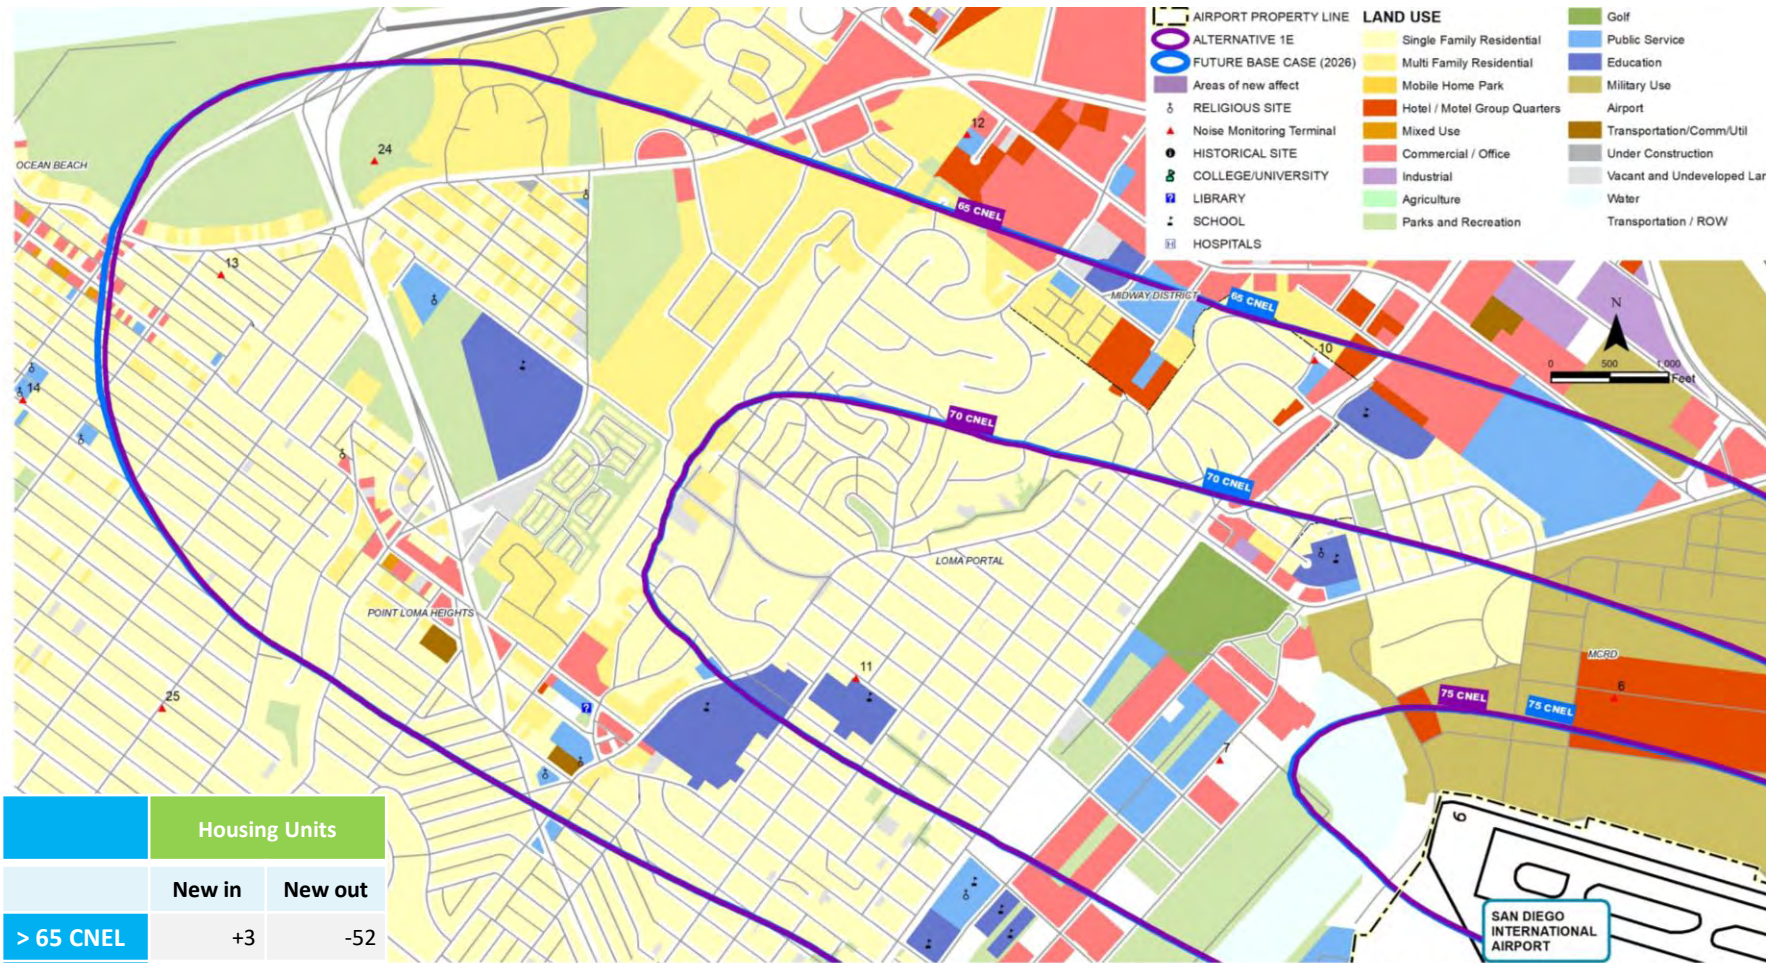 AIRPORT PROPERTY LINE
ALTERNATIVE 1E
FUTURE BASE CASE (2026)
Areas of new affect
RELIGIOUS SITE
Noise Monitoring Terminal
HISTORICAL SITE
COLLEGE/UNIVERSITY
LIBRARY
SCHOOL
HOSPITALS
LAND USE
Single Family Residential
Multi Family Residential
Mobile Home Park
Hotel / Motel Group Quarters
Mixed Use
Commercial / Office
Industrial
Agriculture
Parks and Recreation
Golf
Public Service
Education
Military Use
Airport
Transportation/Comm/Util
Under Construction
Vacant and Undeveloped Lan
Water
Transportation / ROW
12
24
OCEAN BEACH
65 CNEL
13
MIDWAY DISTRICT
65 CNEL
N
0 500 1,000
Feet
10
14
70 CNEL
70 CNEL
LOMA PORTAL
POINT LOMA HEIGHTS
MCRD
11
6
25
75 CNEL
75 CNEL
7
9
Housing Units
New in New out
> 65 CNEL +3 -52
SAN DIEGO
INTERNATIONAL
AIRPORT